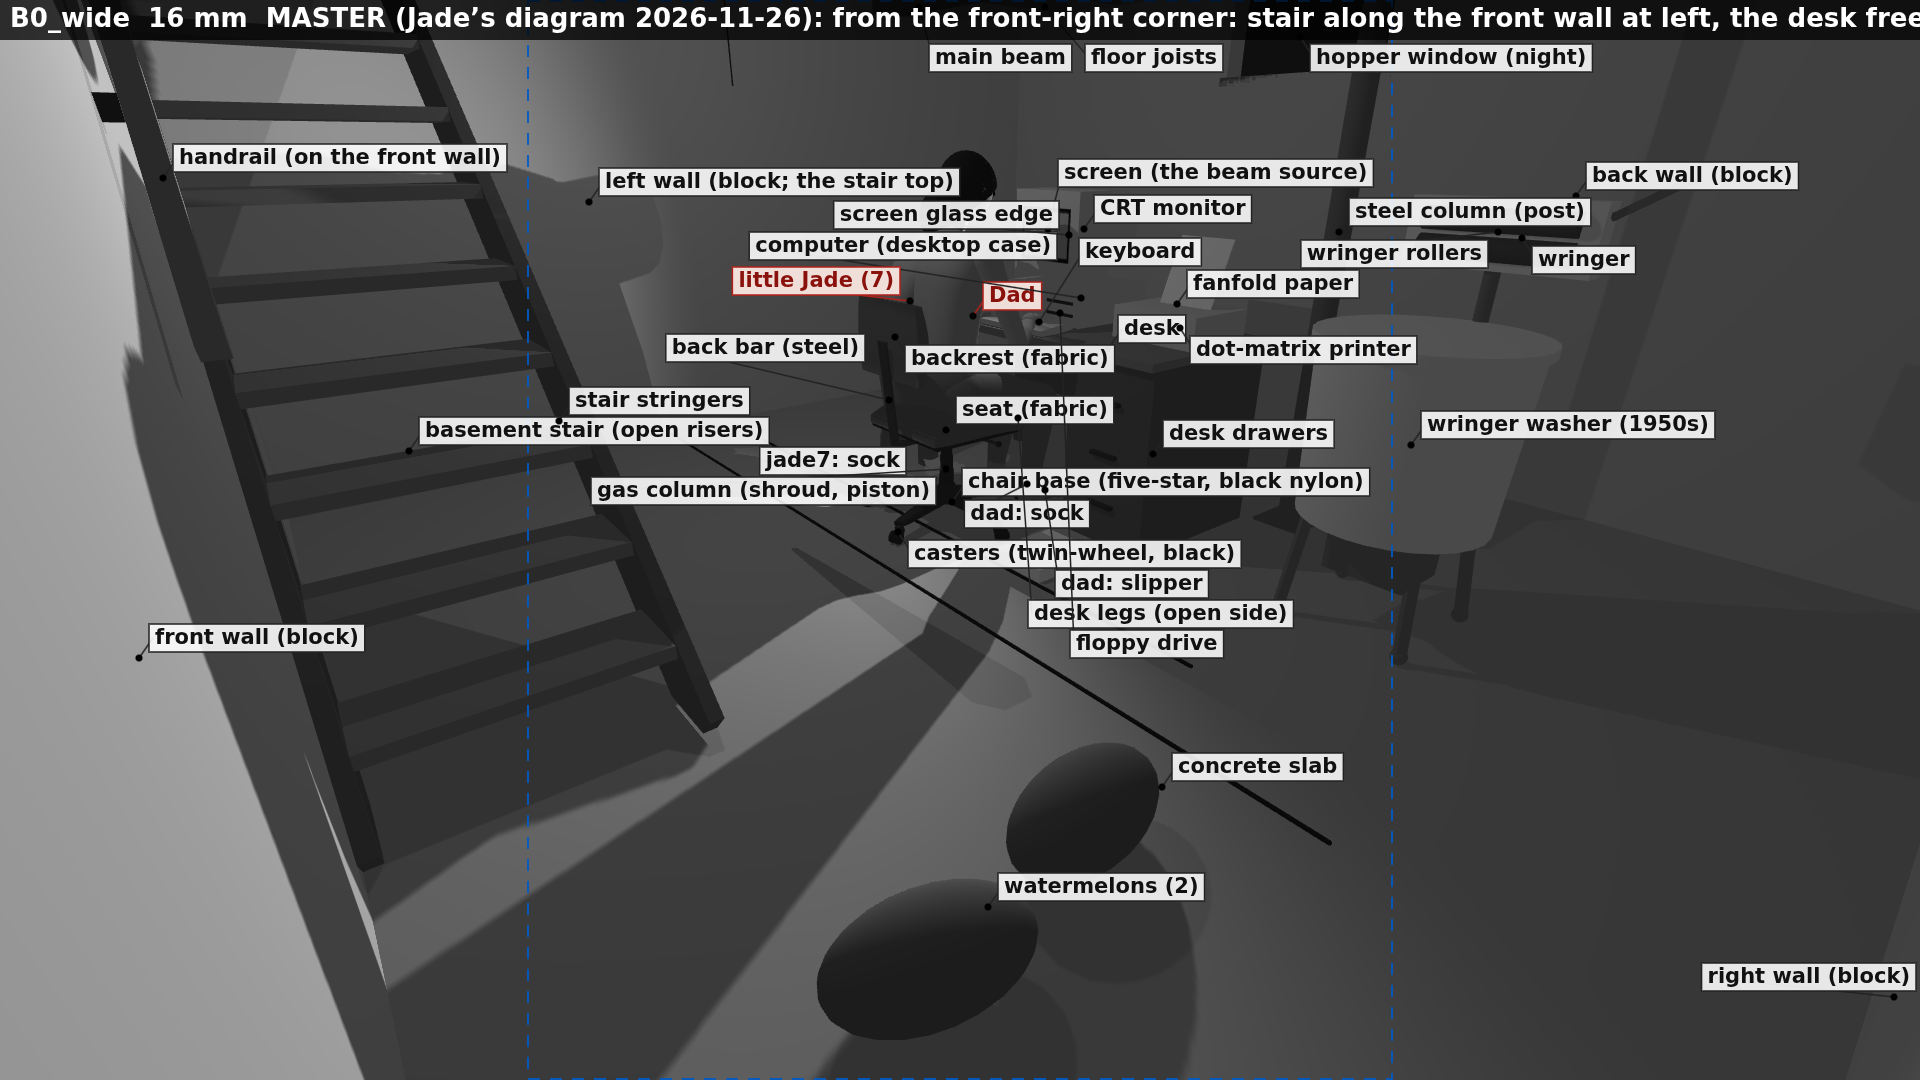 B0_wide 16 mm MASTER (Jade’s diagram 2026-11-26): from the front-right corner: stair along the front wall at left, the desk free
main beam
floor joists
hopper window (night)
handrail (on the front wall)
left wall (block; the stair top)
screen (the beam source)
back wall (block)
screen glass edge
CRT monitor
steel column (post)
computer (desktop case)
keyboard
wringer rollers
wringer
little Jade (7)
Dad
fanfold paper
desk
back bar (steel)
backrest (fabric)
dot-matrix printer
stair stringers
seat (fabric)
basement stair (open risers)
desk drawers
wringer washer (1950s)
jade7: sock
gas column (shroud, piston)
chair base (five-star, black nylon)
dad: sock
casters (twin-wheel, black)
dad: slipper
desk legs (open side)
front wall (block)
floppy drive
concrete slab
watermelons (2)
right wall (block)